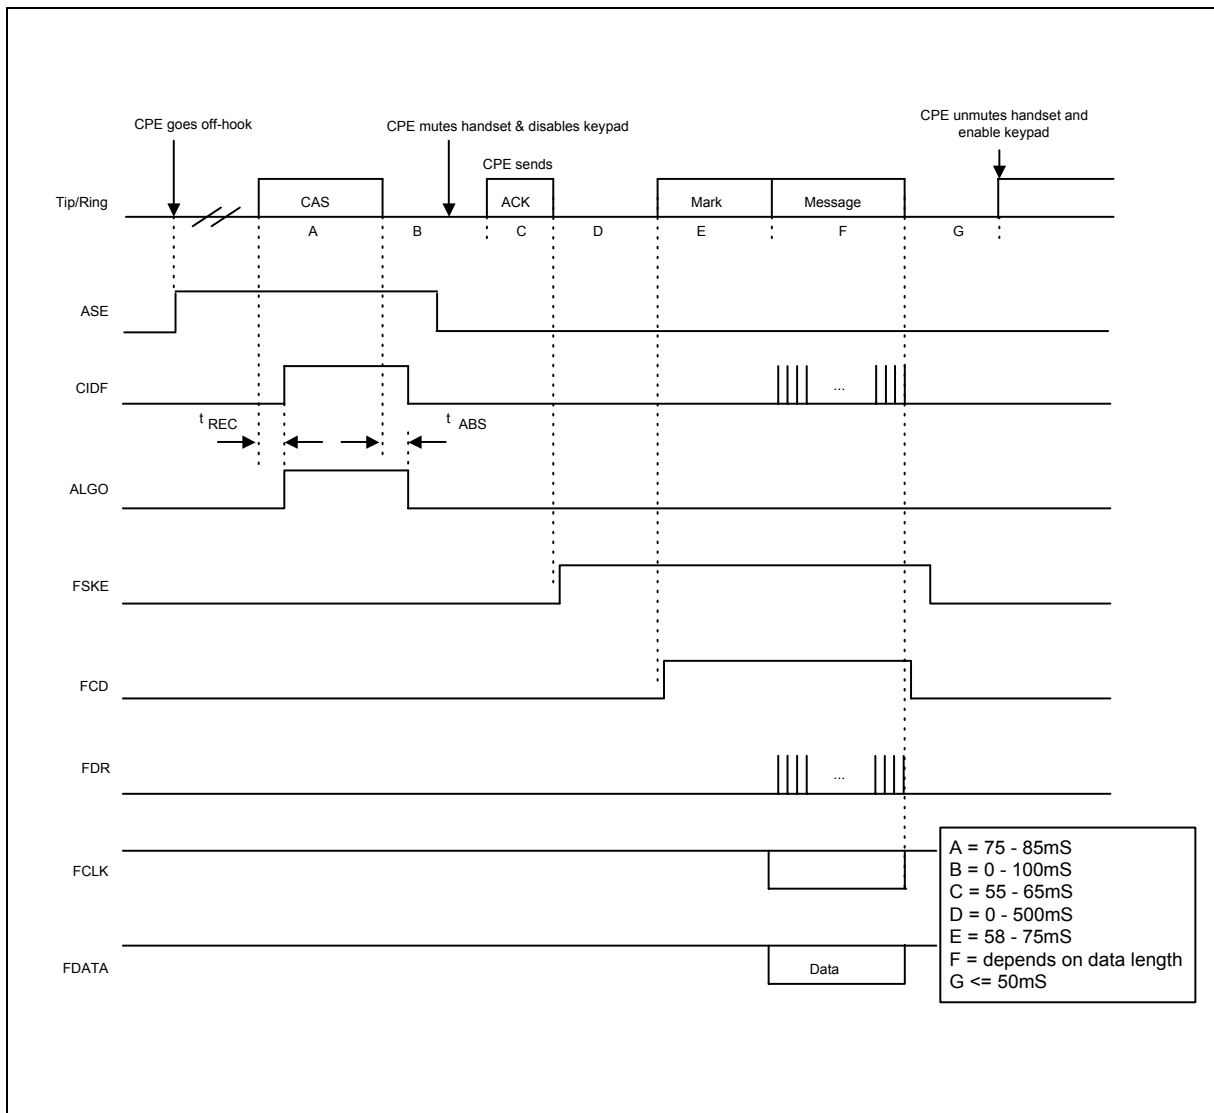 CPE goes off-hook
CPE mutes handset & disables keypad
CPE unmutes handset and
enable keypad
CPE sends
Tip/Ring
CAS
ACK
Mark
Message
A
B
C
D
E
F
G
ASE
CIDF
...
t REC
t ABS
ALGO
FSKE
FCD
FDR
...
FCLK
FDATA
Data
A = 75 - 85mS
B = 0 - 100mS
C = 55 - 65mS
D = 0 - 500mS
E = 58 - 75mS
F = depends on data length
G <= 50mS